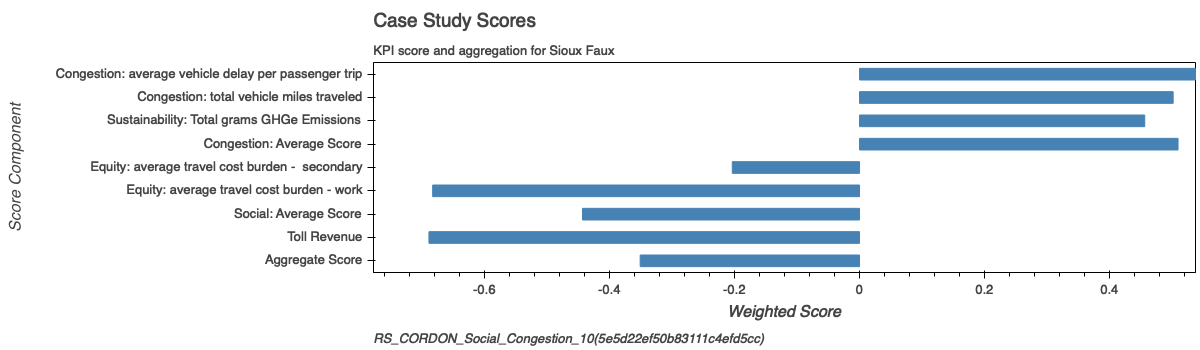 Case Study Scores
KPI score and aggregation for Sioux Faux
Score Component
Congestion: average vehicle delay per passenger trip
Congestion: total vehicle miles traveled
Sustainability: Total grams GHGe Emissions
Congestion: Average Score
Equity: average travel cost burden - secondary
Equity: average travel cost burden - work
Social: Average Score
Toll Revenue
Aggregate Score
-0.6 -0.4 -0.2 0 0.2 0.4
Weighted Score
RS_CORDON_Social_Congestion_10(5e5d22ef50b83111c4efd5cc)